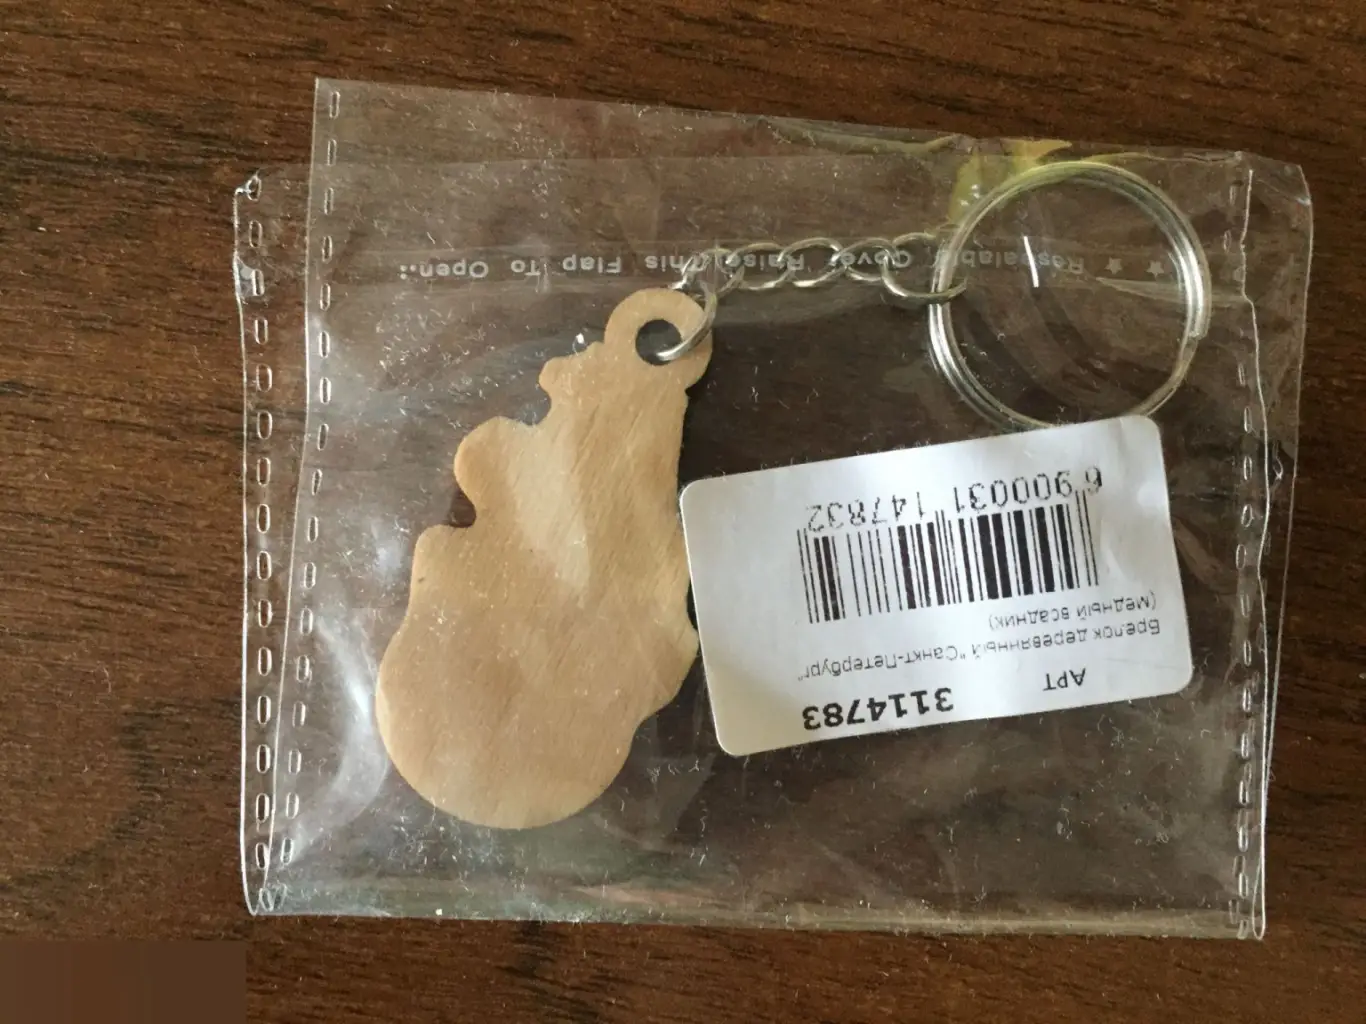 ★ ★ Resealable Cover Raise This Flap To Open..
АРТ 3114783
Брелок деревянный "Санкт-Петербург"
(медный всадник)
6 900031 147832